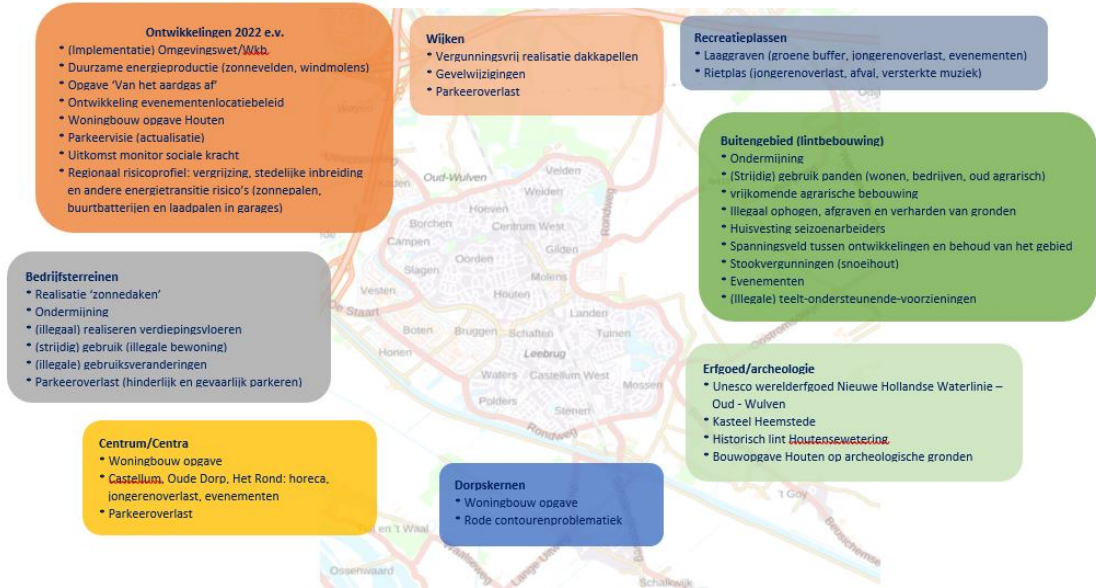 Ontwikkelingen 2022 e.v.
* (Implementatie) Omgevingswet/Wkb
* Duurzame energieproductie (zonnevelden, windmolens)
* Opgave ‘Van het aardgas af’
* Ontwikkeling evenementenlocatiebeleid
* Woningbouw opgave Houten
* Parkeervisie (actualisatie)
* Uitkomst monitor sociale kracht
* Regionaal risicoprofiel: vergrijzing, stedelijke inbreiding
en andere energietransitie risico’s (zonnepalen,
buurtbatterijen en laadpalen in garages)
Wijken
* Vergunningsvrij realisatie dakkapellen
* Gevelwijzigingen
* Parkeeroverlast
Recreatieplassen
* Laaggraven (groene buffer, jongerenoverlast, evenementen)
* Rietplas (jongerenoverlast, afval, versterkte muziek)
Buitengebied (lintbebouwing)
* Ondermijning
* (Strijdig) gebruik panden (wonen, bedrijven, oud agrarisch)
* vrijkomende agrarische bebouwing
* Illegaal ophogen, afgraven en verharden van gronden
* Huisvesting seizoenarbeiders
* Spanningsveld tussen ontwikkelingen en behoud van het gebied
* Stookvergunningen (snoeihout)
* Evenementen
* (Illegale) teelt-ondersteunende-voorzieningen
Bedrijfsterreinen
* Realisatie ‘zonnedaken’
* Ondermijning
* (illegaal) realiseren verdiepingsvloeren
* (strijdig) gebruik (illegale bewoning)
* (illegale) gebruiksveranderingen
* Parkeeroverlast (hinderlijk en gevaarlijk parkeren)
Erfgoed/archeologie
* Unesco werelderfgoed Nieuwe Hollandse Waterlinie –
Oud - Wulven
* Kasteel Heemstede
* Historisch lint Houtensewetering
* Bouwopgave Houten op archeologische gronden
Centrum/Centra
* Woningbouw opgave
* Castellum, Oude Dorp, Het Rond: horeca,
jongerenoverlast, evenementen
* Parkeeroverlast
Dorpskernen
* Woningbouw opgave
* Rode contourenproblematiek
Oud-Wulven
Velden
Weiden
Rondweg
Hoeven
Borchen
Centrum West
Campen
Gilden
Oorden
Slagen
Molens
Vesten
Houten
De Staart
Landen
Boten
Bruggen
Schaften
Tuinen
Honen
Leebrug
Waters
Castellum West
Mossen
Polders
Stenen
Rondweg
't Goy
Beusichemse
en 't Waal
Ossenwaard
Waalseweg
Lange Uitweg
Schalkwijk